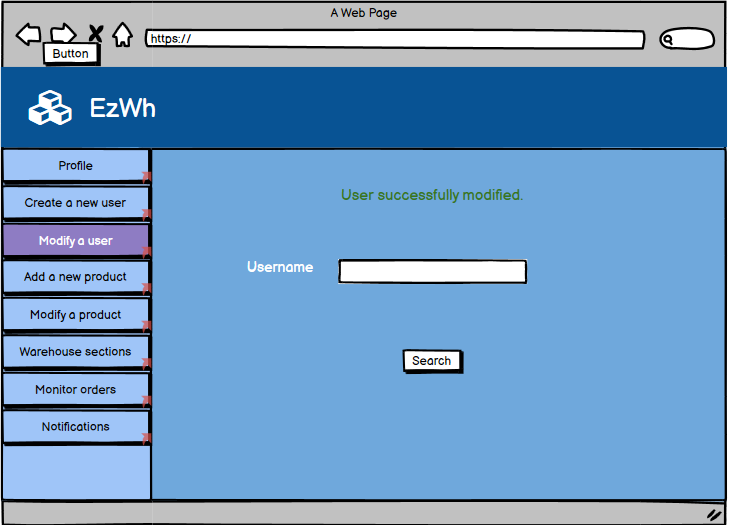 A Web Page
https://
Button
EzWh
Profile
Create a new user
Modify a user
Add a new product
Modify a product
Warehouse sections
Monitor orders
Notifications
User successfully modified.
Username
Search